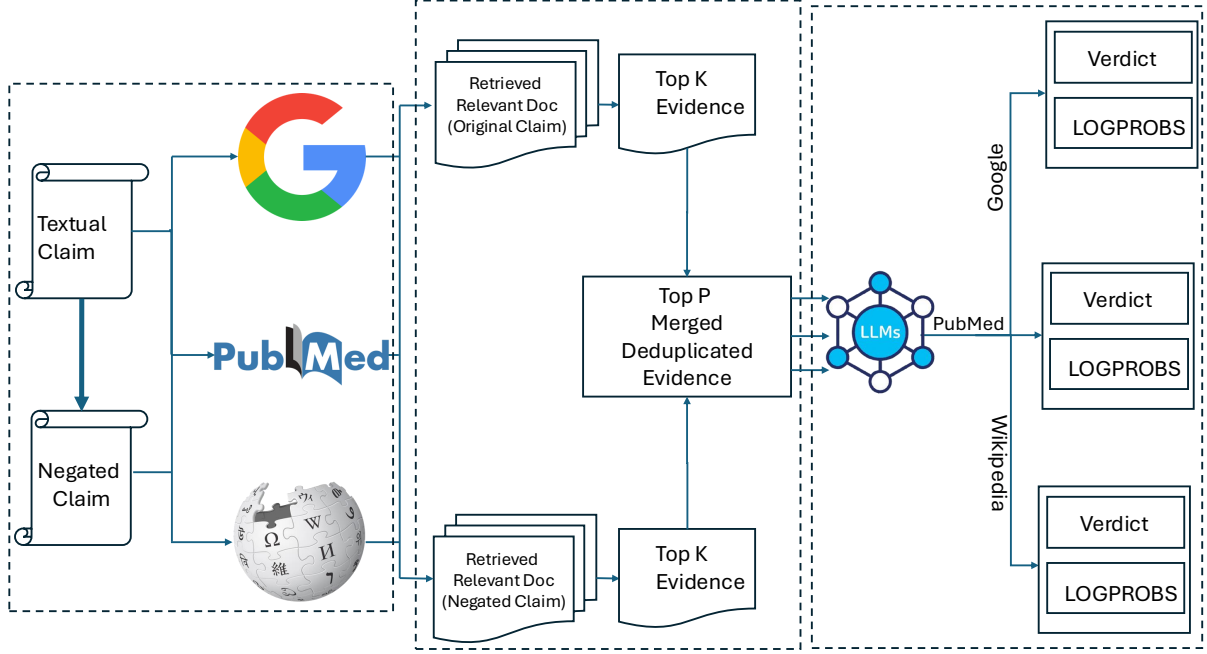 Textual
Claim
Negated
Claim
PubMed
Ω
W
И
維
Retrieved
Relevant Doc
(Original Claim)
Top K
Evidence
Top P
Merged
Deduplicated
Evidence
Retrieved
Relevant Doc
(Negated Claim)
Top K
Evidence
LLMs
Google
PubMed
Wikipedia
Verdict
LOGPROBS
Verdict
LOGPROBS
Verdict
LOGPROBS